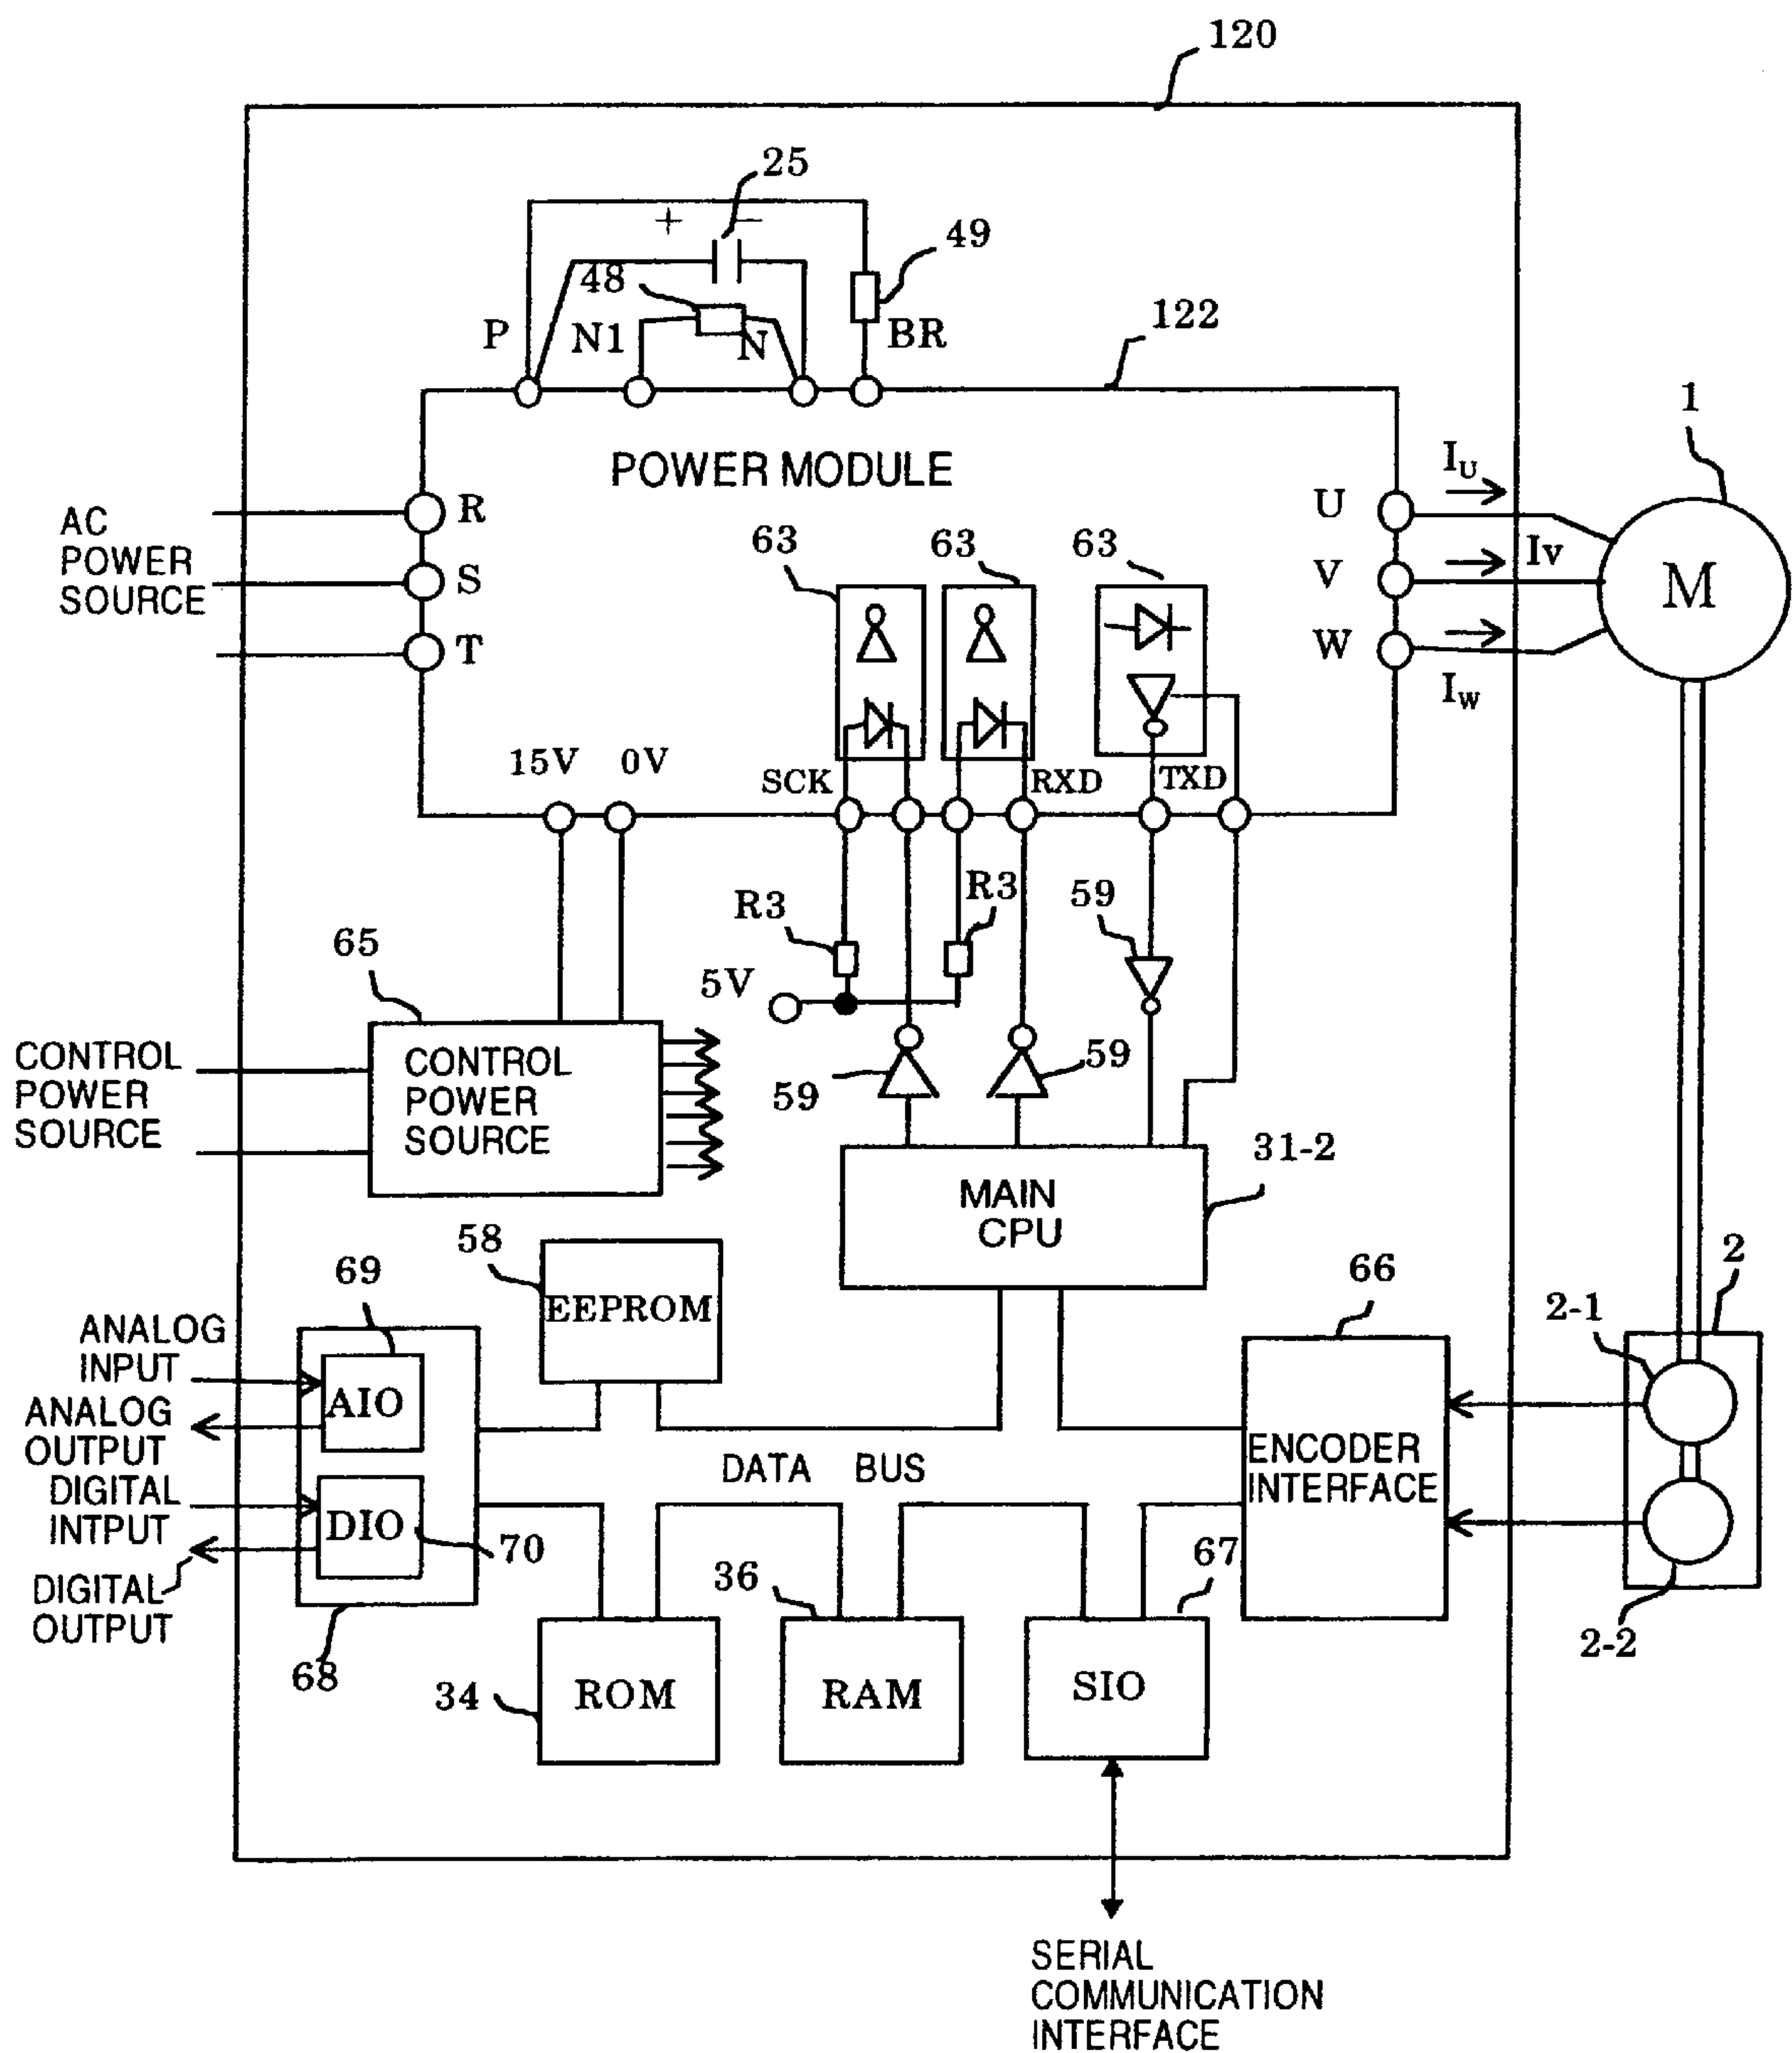 120
25
+ −
49
48
P
N1
N
BR
122
1
POWER MODULE
I_U
AC
POWER
SOURCE
R
S
T
U
V
W
Iv
I_W
M
63
63
63
15V
0V
SCK
RXD
TXD
R3
R3
59
65
5V
CONTROL
POWER
SOURCE
CONTROL
POWER
SOURCE
59
59
31-2
MAIN
CPU
58
EEPROM
69
66
2
2-1
ANALOG
INPUT
AIO
ANALOG
OUTPUT
DIGITAL
INTPUT
DIO
70
DIGITAL
OUTPUT
68
DATA BUS
ENCODER
INTERFACE
2-2
34
ROM
36
RAM
67
SIO
SERIAL
COMMUNICATION
INTERFACE